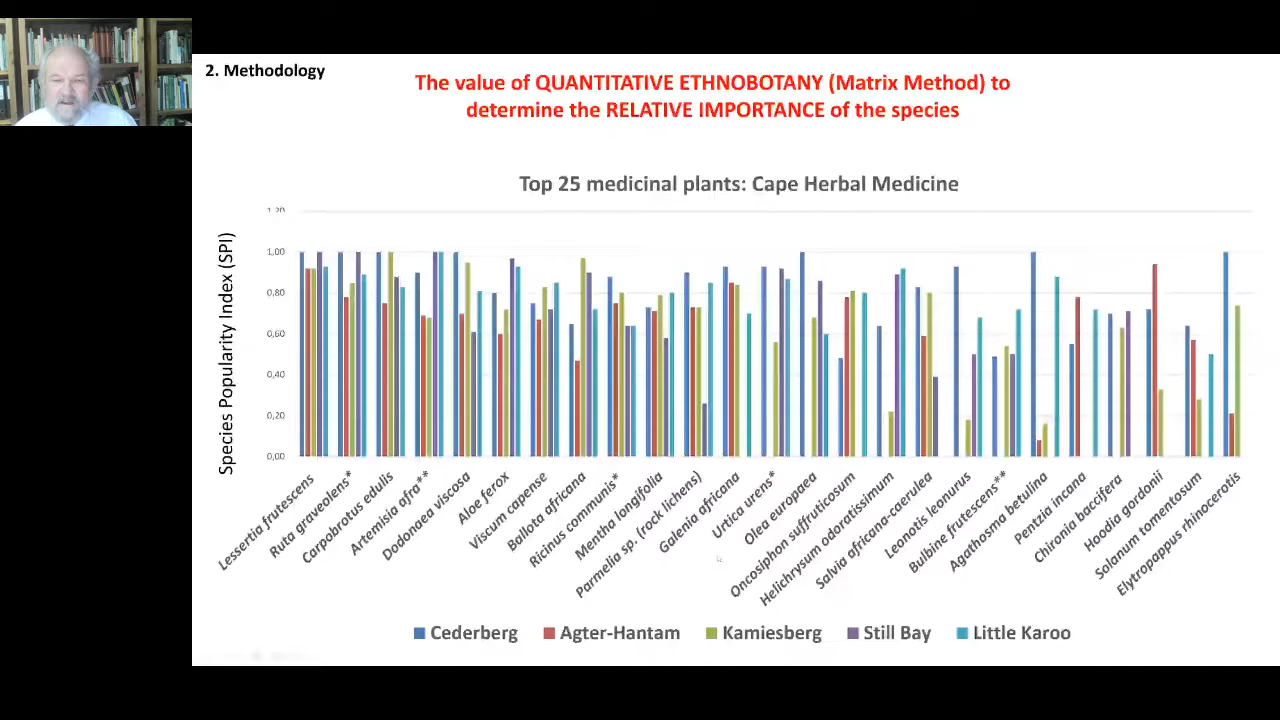 2. Methodology
The value of QUANTITATIVE ETHNOBOTANY (Matrix Method) to
determine the RELATIVE IMPORTANCE of the species
Top 25 medicinal plants: Cape Herbal Medicine
Species Popularity Index (SPI)
1,20
1,00
0,80
0,60
0,40
0,20
0,00
Lessertia frutescens
Ruta graveolens*
Carpobrotus edulis
Artemisia afra**
Dodonaea viscosa
Aloe ferox
Viscum capense
Ballota africana
Ricinus communis*
Mentha longifolia
Parmelia sp. (rock lichens)
Galenia africana
Urtica urens*
Olea europaea
Oncosiphon suffruticosum
Helichrysum odoratissimum
Salvia africana-caerulea
Leonotis leonurus
Bulbine frutescens**
Agathosma betulina
Pentzia incana
Chironia baccifera
Hoodia gordonii
Solanum tomentosum
Elytropappus rhinocerotis
Cederberg
Agter-Hantam
Kamiesberg
Still Bay
Little Karoo